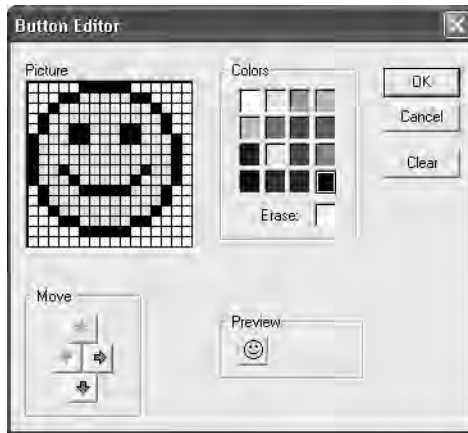 Button Editor
Picture
Colors
OK
Cancel
Clear
Erase:
Move
Preview